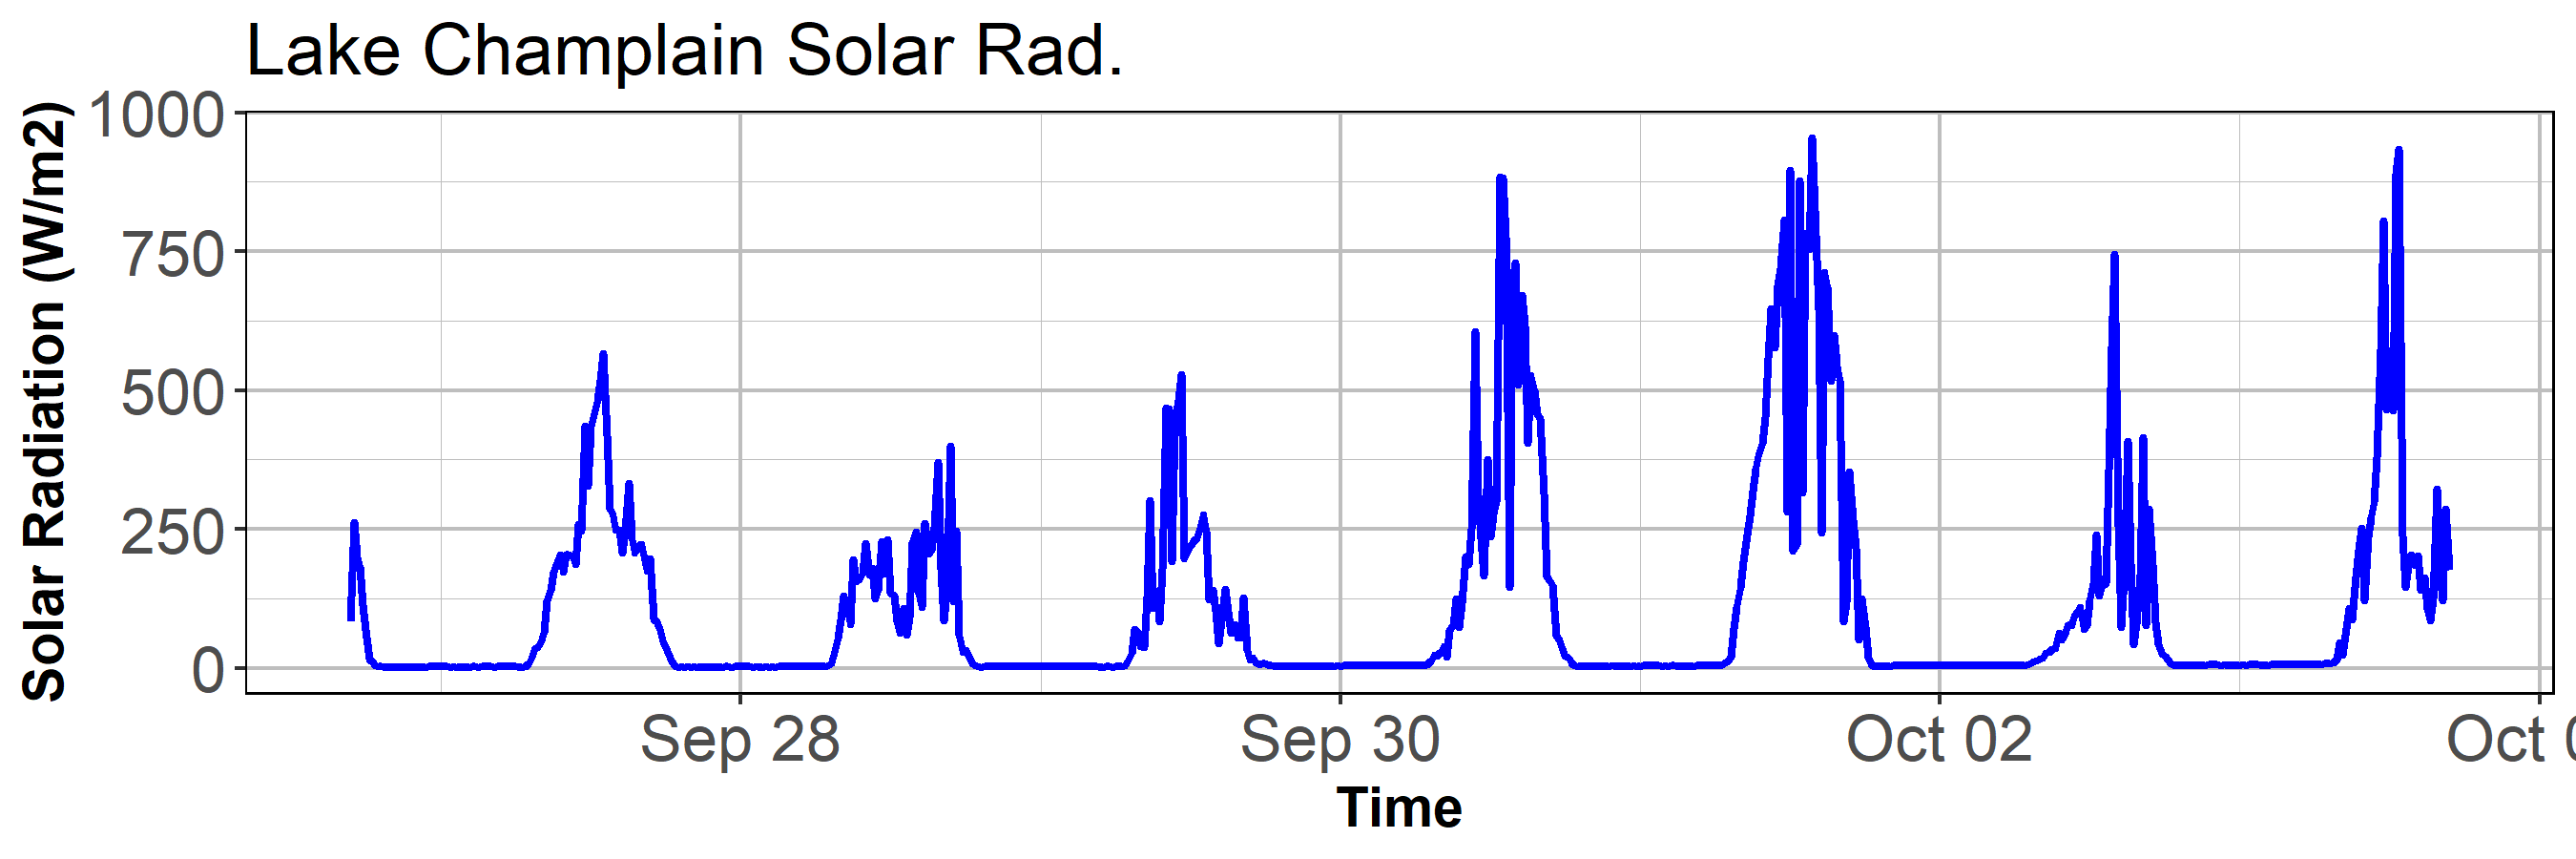 Lake Champlain Solar Rad.
Solar Radiation (W/m2)
1000
750
500
250
0
Sep 28
Sep 30
Oct 02
Oct
Time